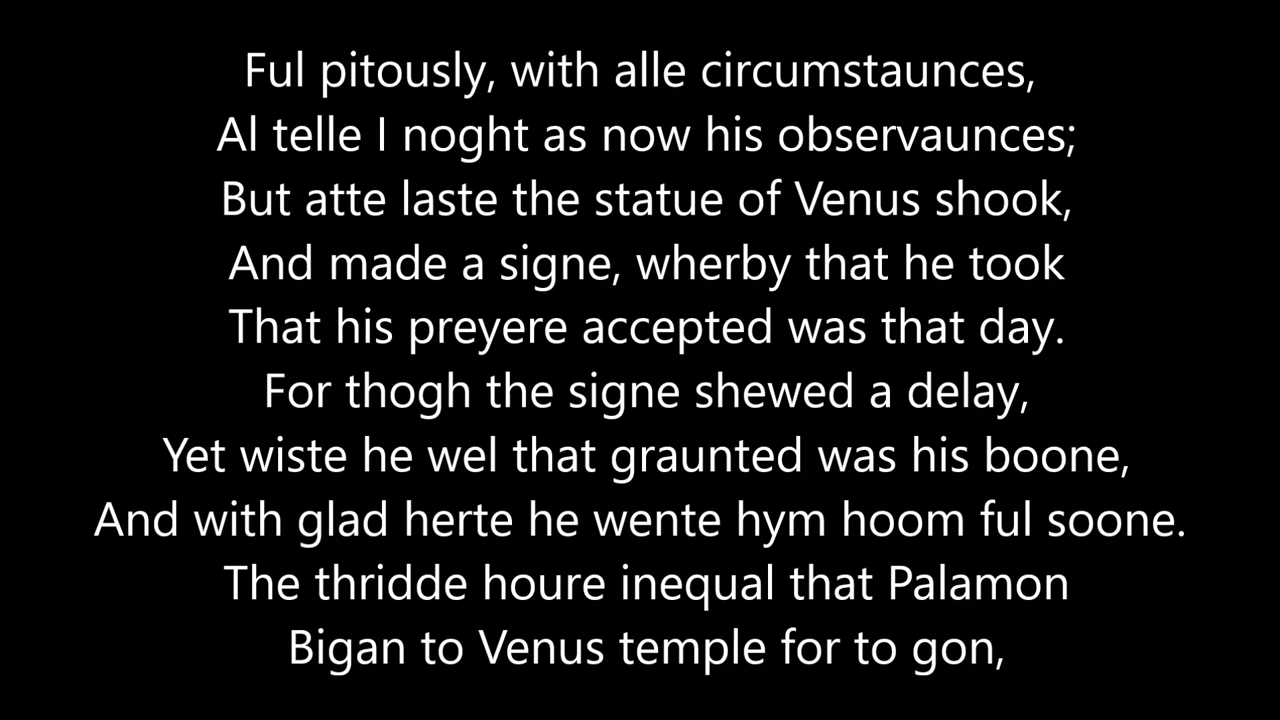 Ful pitously, with alle circumstaunces,
Al telle I noght as now his observaunces;
But atte laste the statue of Venus shook,
And made a signe, wherby that he took
That his preyere accepted was that day.
For thogh the signe shewed a delay,
Yet wiste he wel that graunted was his boone,
And with glad herte he wente hym hoom ful soone.
The thridde houre inequal that Palamon
Bigan to Venus temple for to gon,